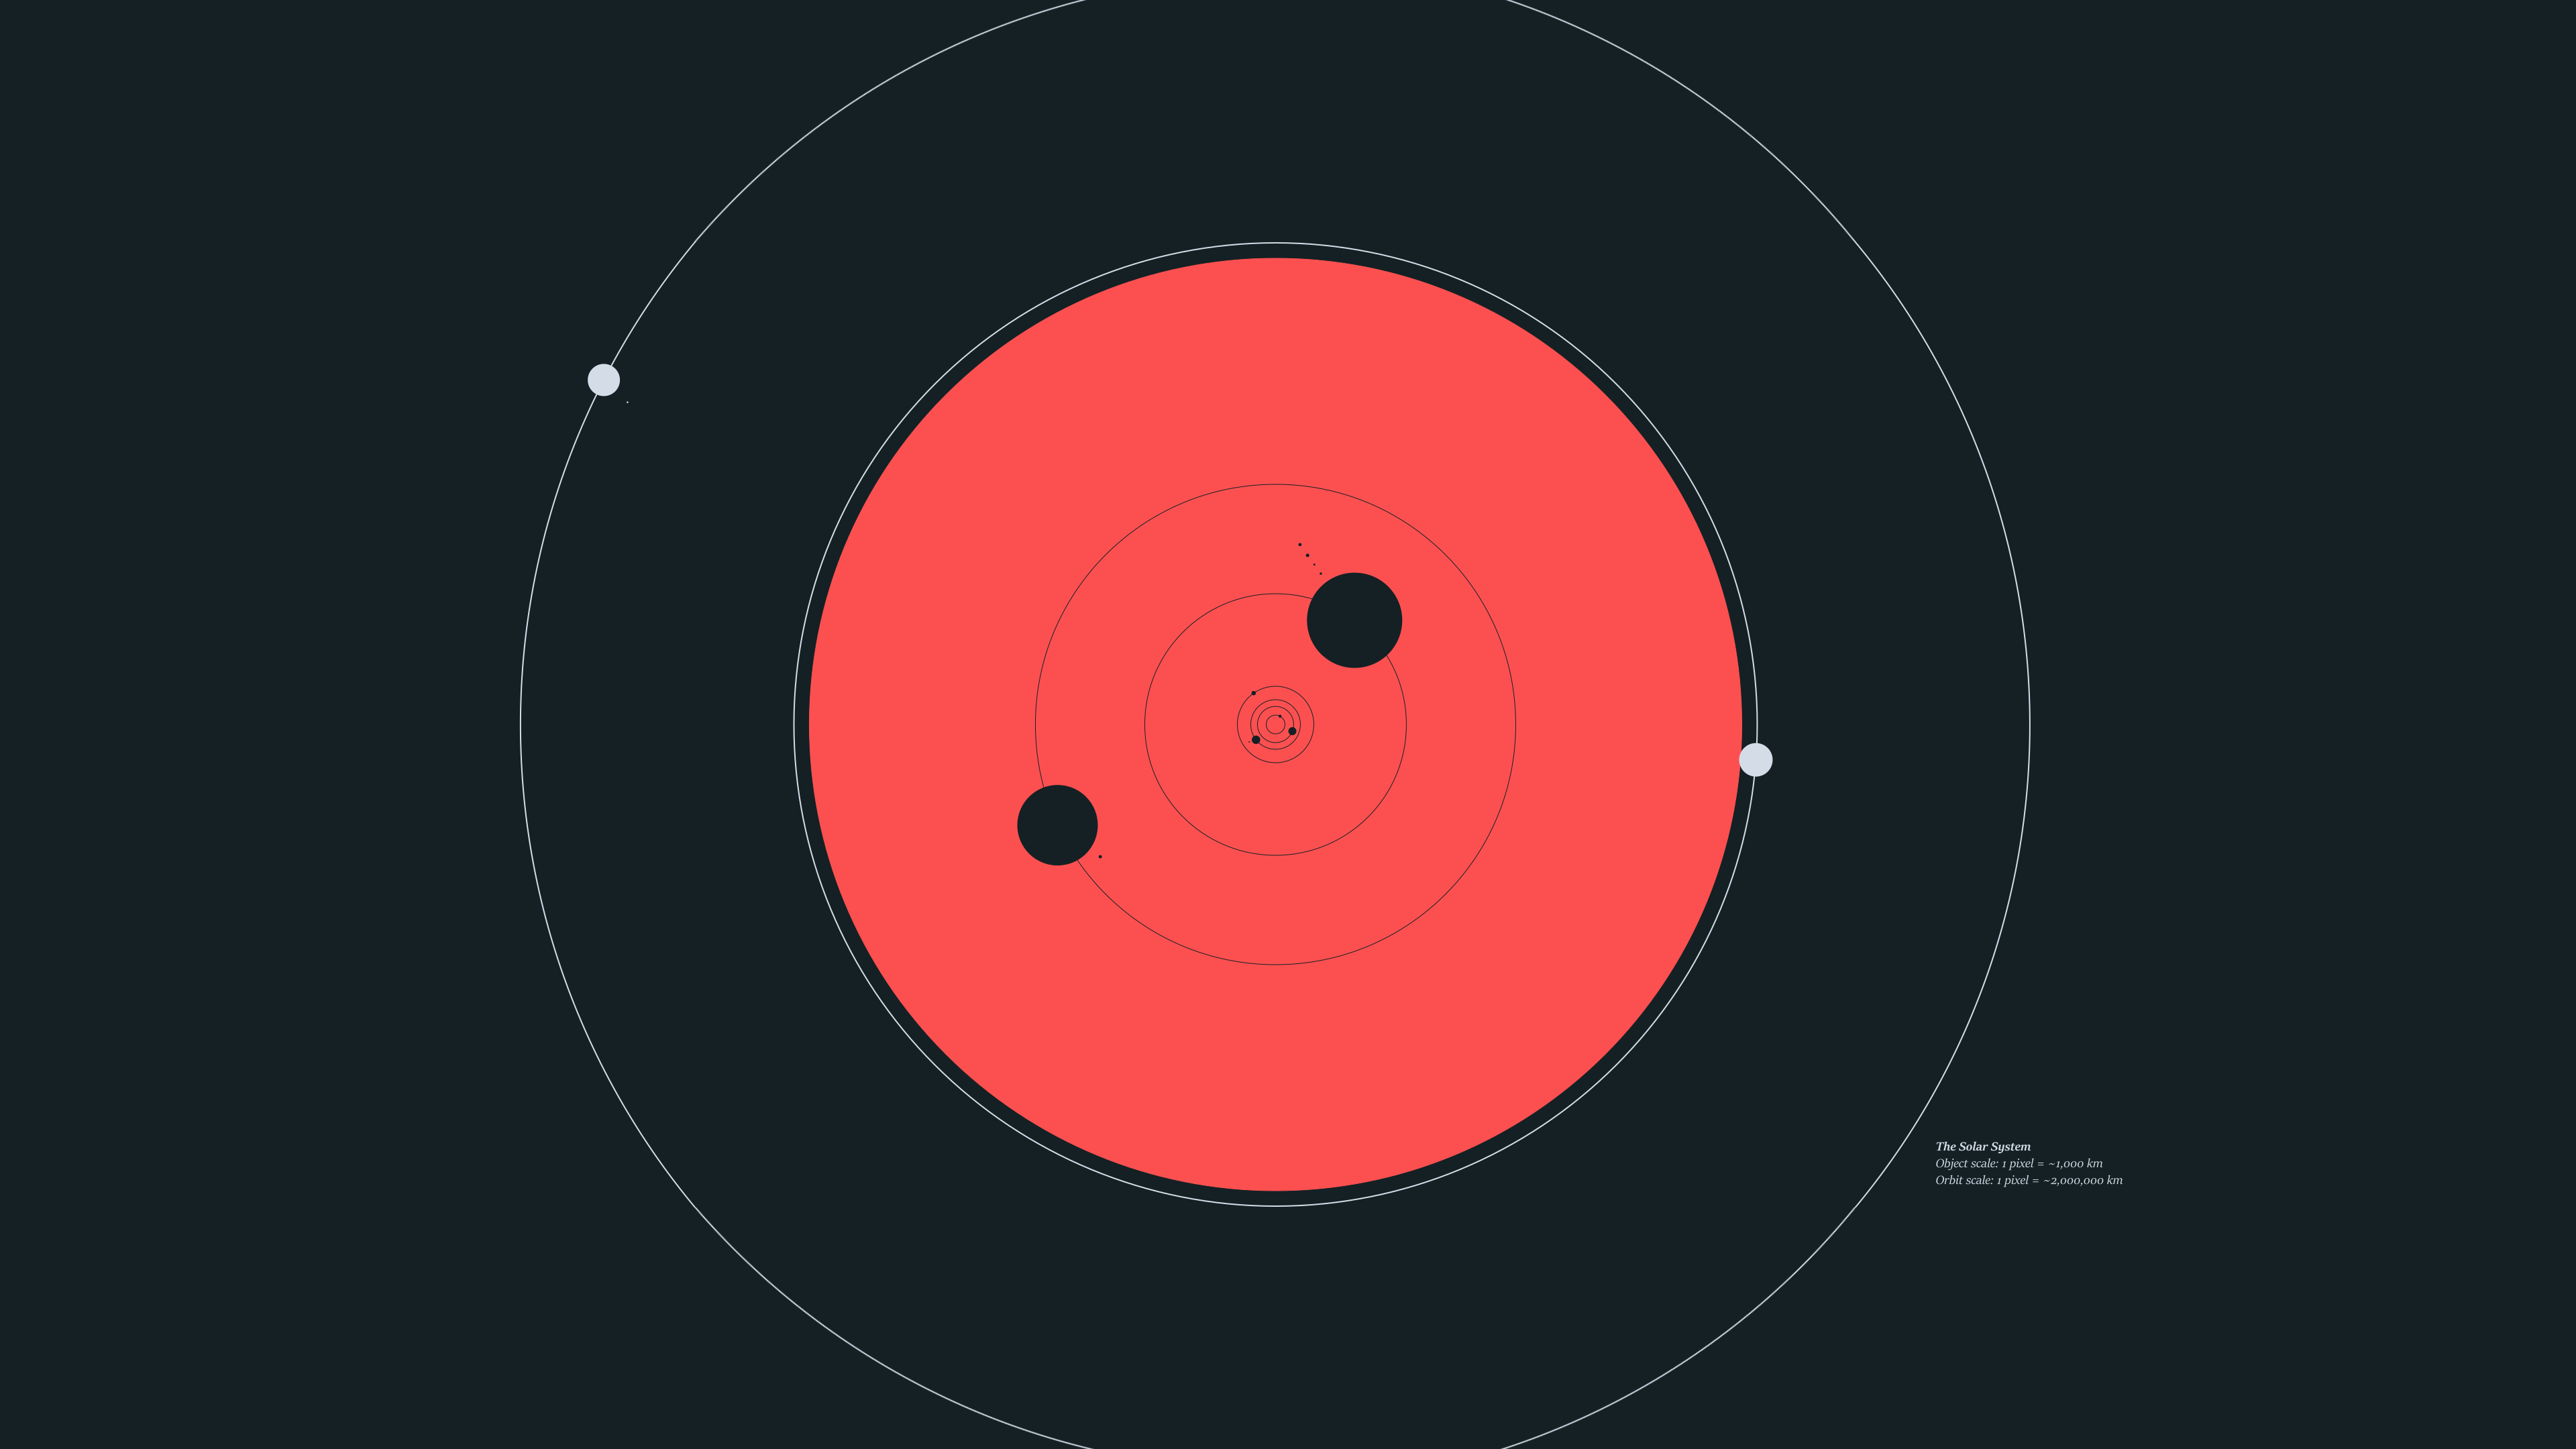 The Solar System
Object scale: 1 pixel = ~1,000 km
Orbit scale: 1 pixel = ~2,000,000 km